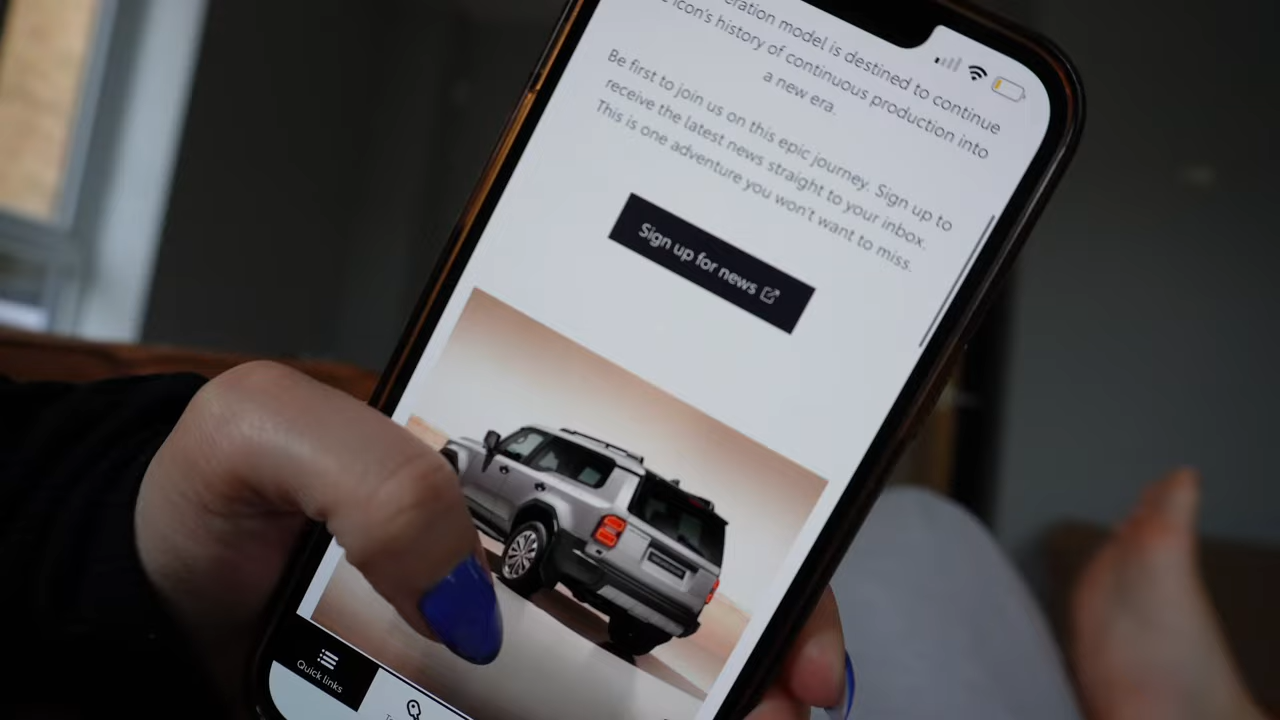 eration model is destined to continue
icon's history of continuous production into
a new era.
Be first to join us on this epic journey. Sign up to
receive the latest news straight to your inbox.
This is one adventure you won't want to miss.
Sign up for news
Quick links